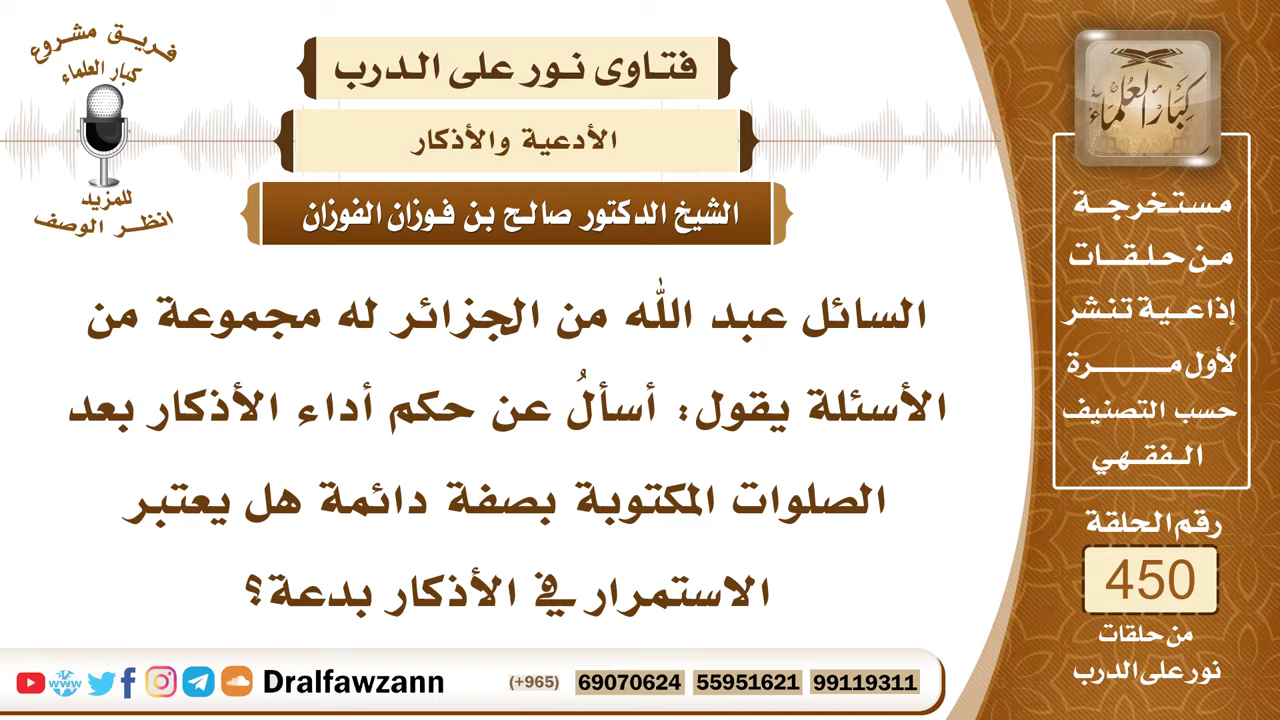 فريق مشروع
كبار العلماء
للمزيد
انظر الوصف
فتاوى نور على الدرب
الأدعية والأذكار
الشيخ الدكتور صالح بن فوزان الفوزان
السائل عبد الله من الجزائر له مجموعة من
الأسئلة يقول: أسألُ عن حكم أداء الأذكار بعد
الصلوات المكتوبة بصفة دائمة هل يعتبر
الاستمرار في الأذكار بدعة؟
كبار العلماء
مستخرجة
من حلقات
إذاعية تنشر
لأول مرة
حسب التصنيف
الفقهي
رقم الحلقة
450
من حلقات
نور على الدرب
www
Dralfawzann
(+965) 69070624 55951621 99119311